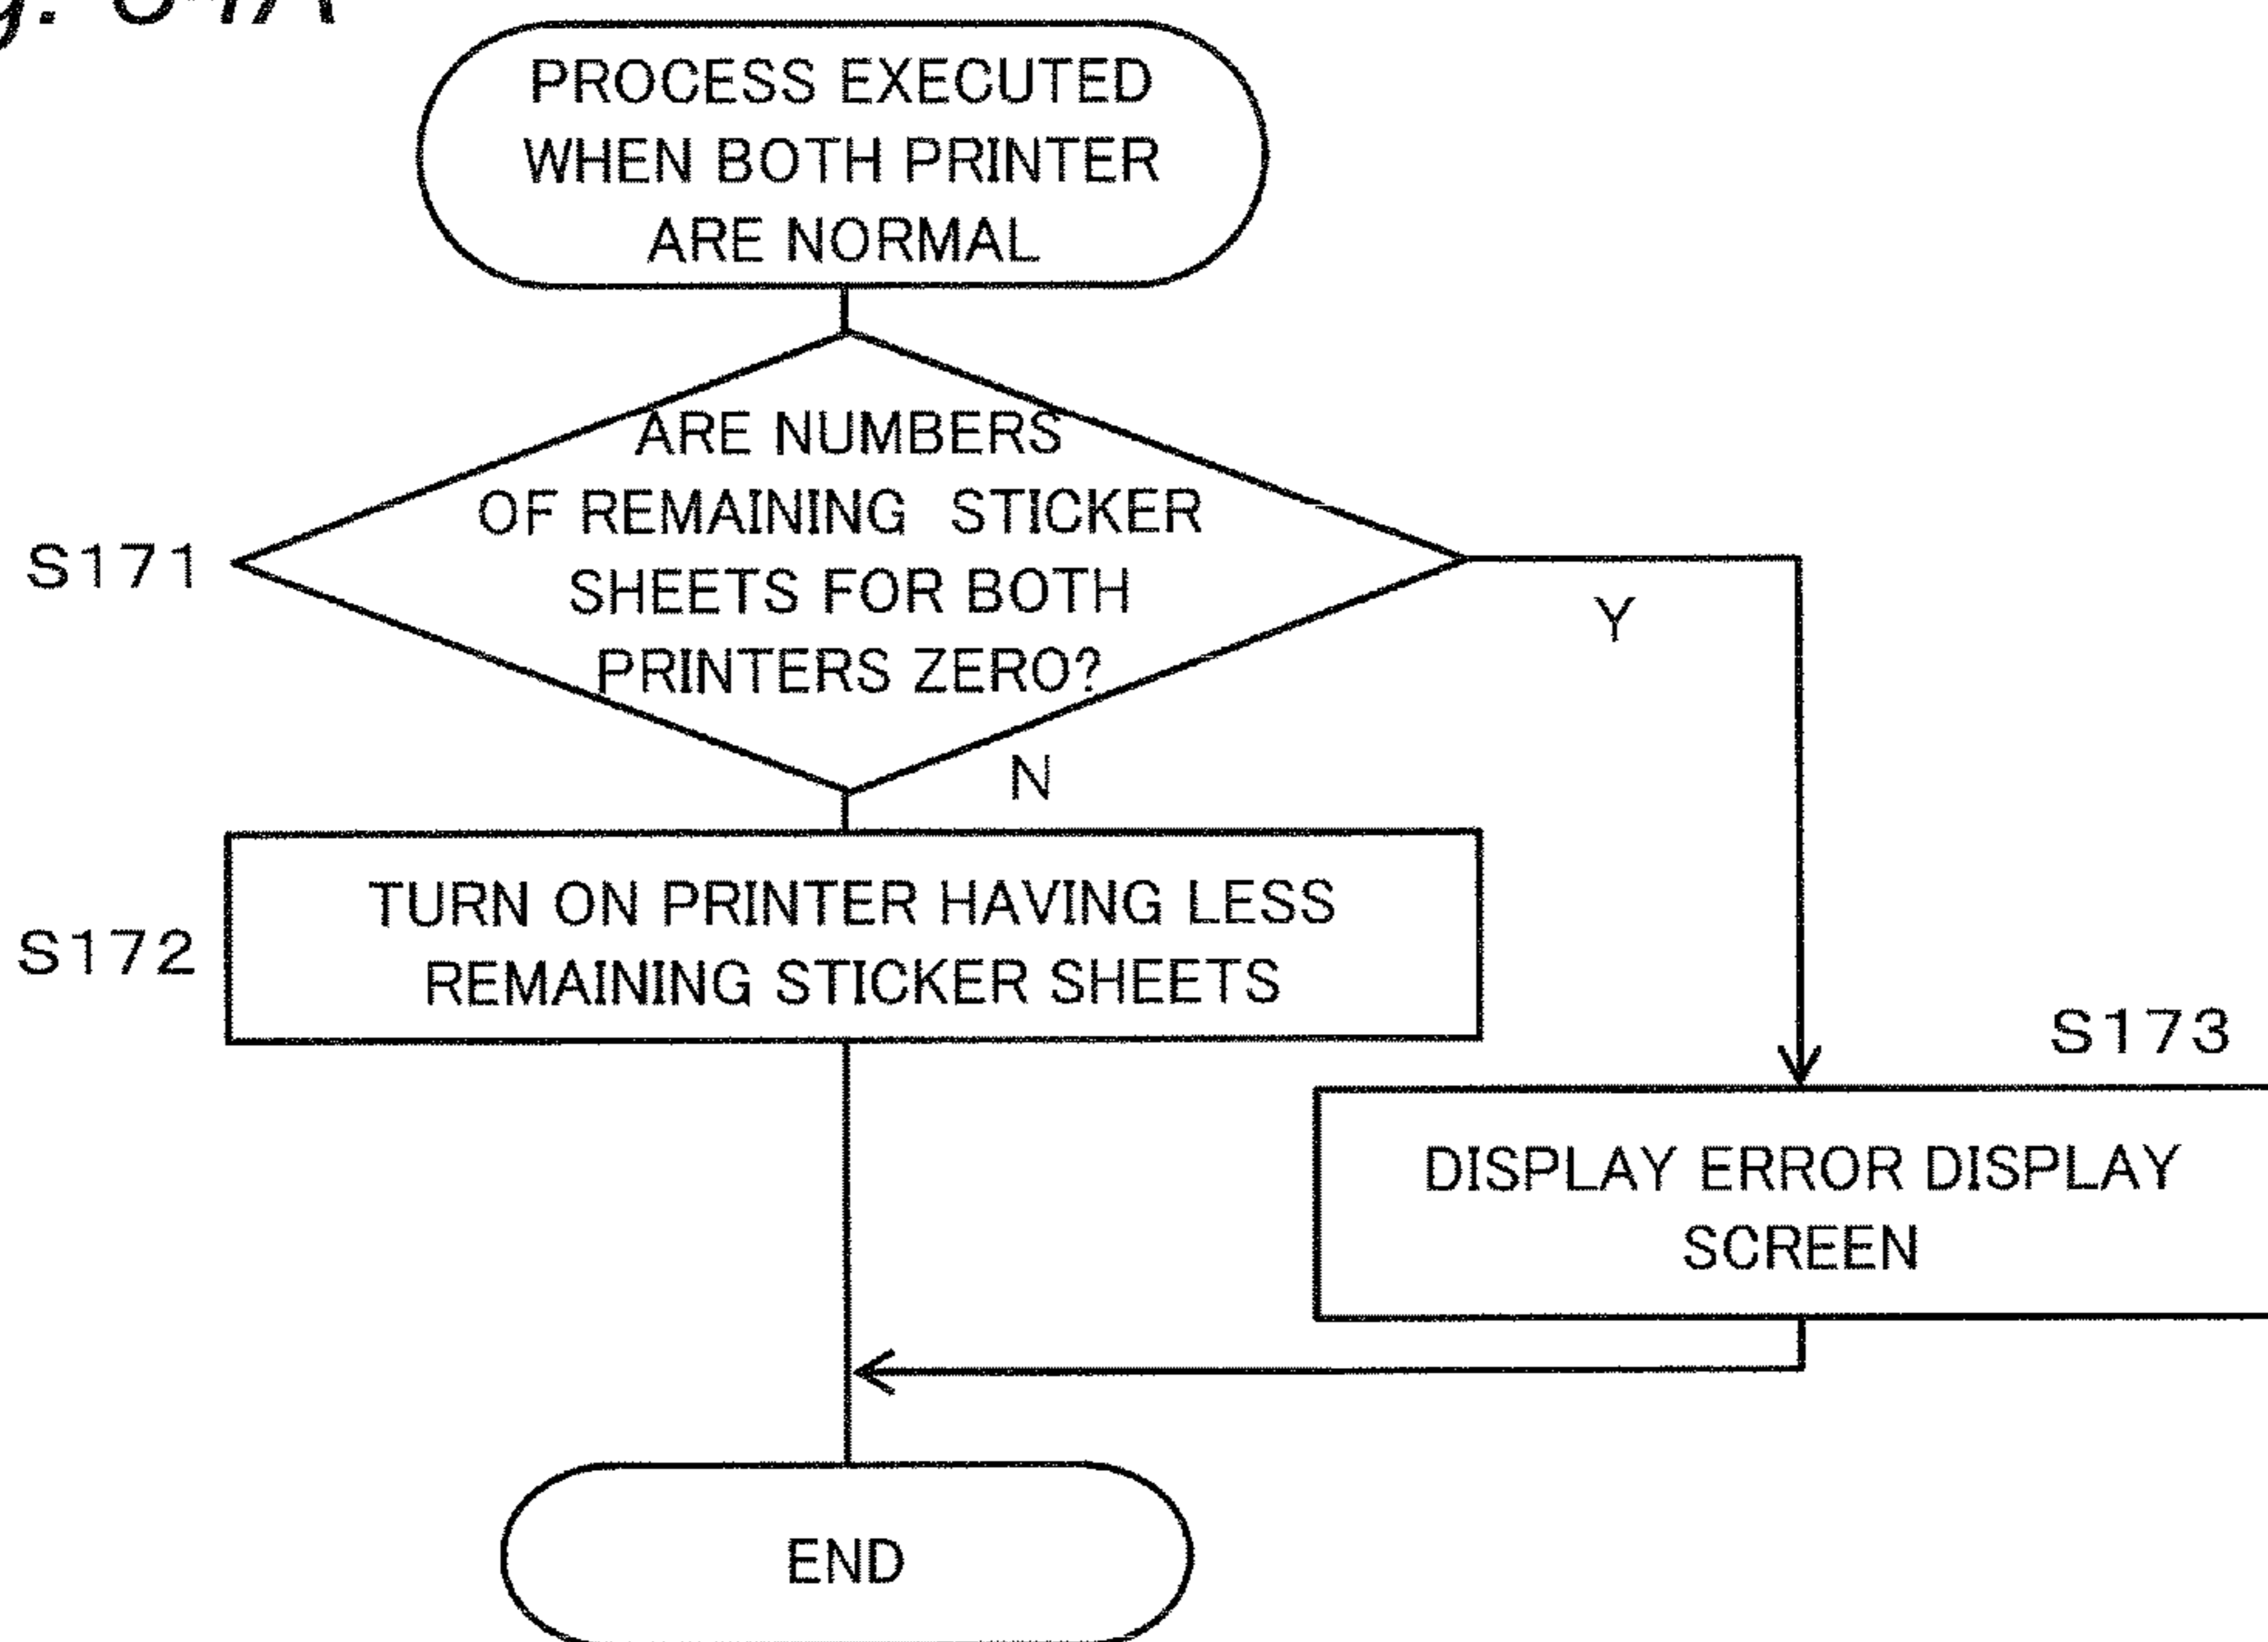 PROCESS EXECUTED
WHEN BOTH PRINTER
ARE NORMAL
ARE NUMBERS
OF REMAINING STICKER
SHEETS FOR BOTH
PRINTERS ZERO?
S171
Y
N
TURN ON PRINTER HAVING LESS
REMAINING STICKER SHEETS
S172
S173
DISPLAY ERROR DISPLAY
SCREEN
END